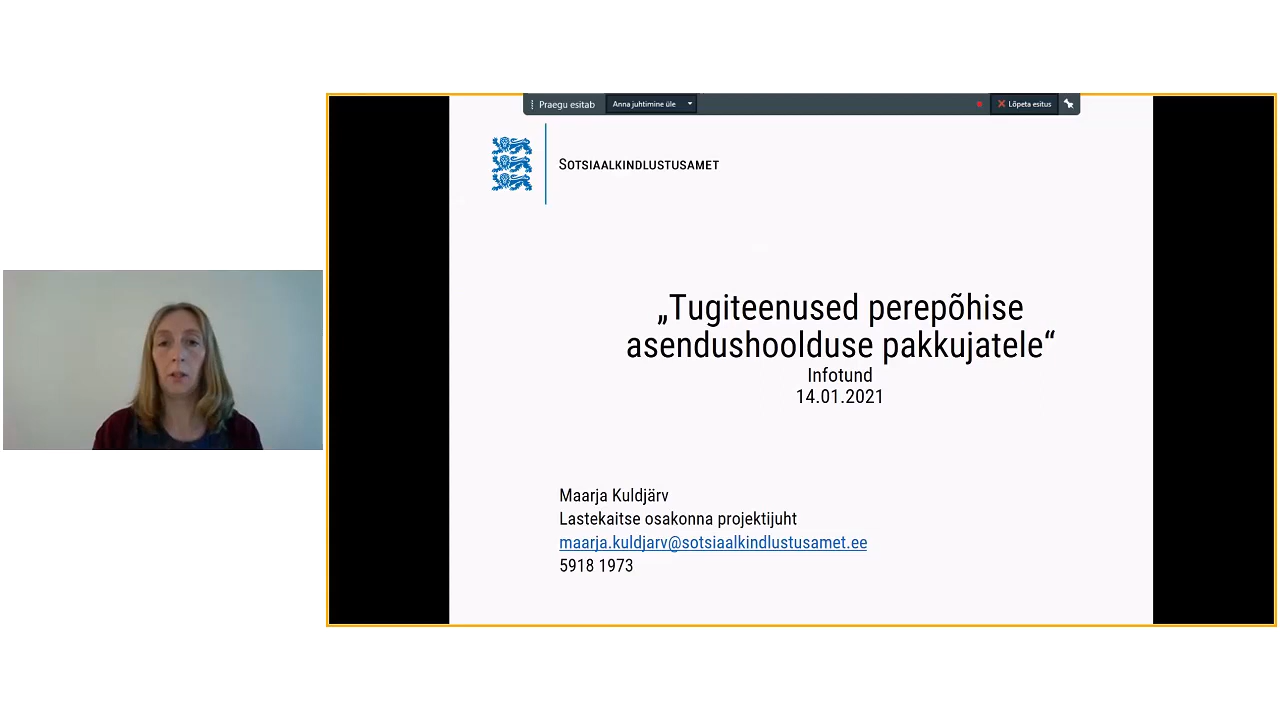 Praegu esitab
Anna juhtimine üle
Lõpeta esitus
SOTSIAALKINDLUSTUSAMET
„Tugiteenused perepõhise
asendushoolduse pakkujatele“
Infotund
14.01.2021
Maarja Kuldjärv
Lastekaitse osakonna projektijuht
maarja.kuldjarv@sotsiaalkindlustusamet.ee
5918 1973